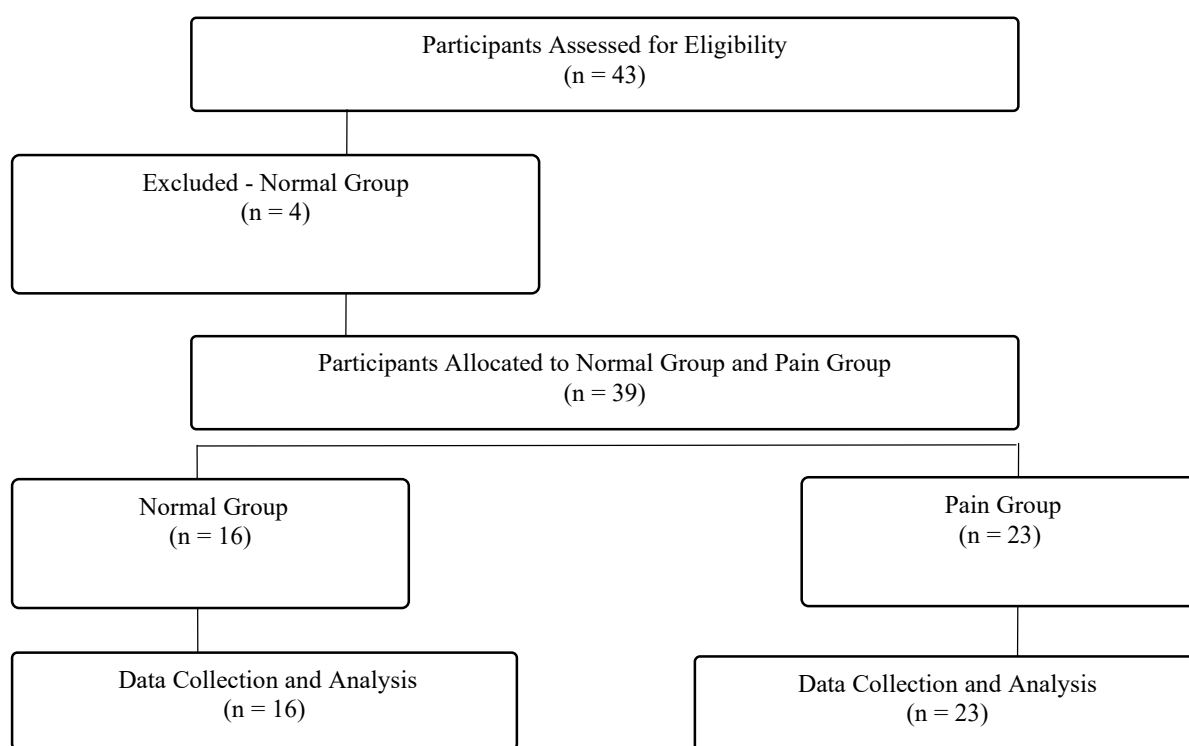 Participants Assessed for Eligibility
(n = 43)
Excluded - Normal Group
(n = 4)
Participants Allocated to Normal Group and Pain Group
(n = 39)
Normal Group
(n = 16)
Pain Group
(n = 23)
Data Collection and Analysis
(n = 16)
Data Collection and Analysis
(n = 23)